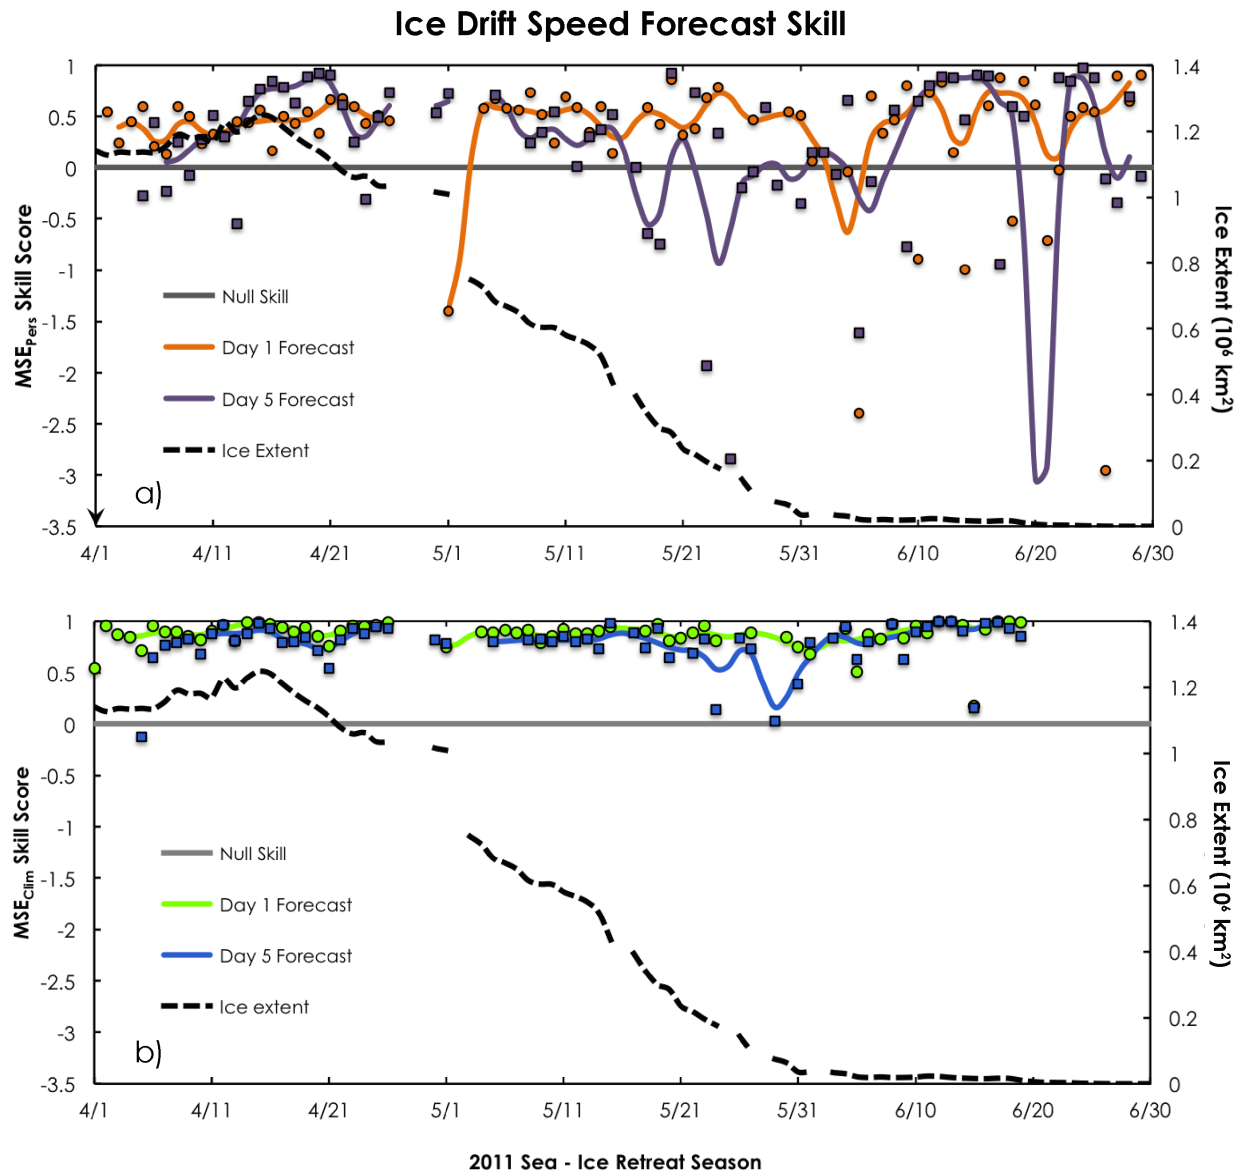 Ice Drift Speed Forecast Skill
1
0.5
0
-0.5
-1
-1.5
-2
-2.5
-3
-3.5
MSE_Pers Skill Score
Null Skill
Day 1 Forecast
Day 5 Forecast
Ice Extent
a)
1.4
1.2
1
0.8
0.6
0.4
0.2
0
Ice Extent (10⁶ km²)
4/1 4/11 4/21 5/1 5/11 5/21 5/31 6/10 6/20 6/30
1
0.5
0
-0.5
-1
-1.5
-2
-2.5
-3
-3.5
MSE_Clim Skill Score
Null Skill
Day 1 Forecast
Day 5 Forecast
Ice extent
b)
1.4
1.2
1
0.8
0.6
0.4
0.2
0
Ice Extent (10⁶ km²)
4/1 4/11 4/21 5/1 5/11 5/21 5/31 6/10 6/20 6/30
2011 Sea - Ice Retreat Season